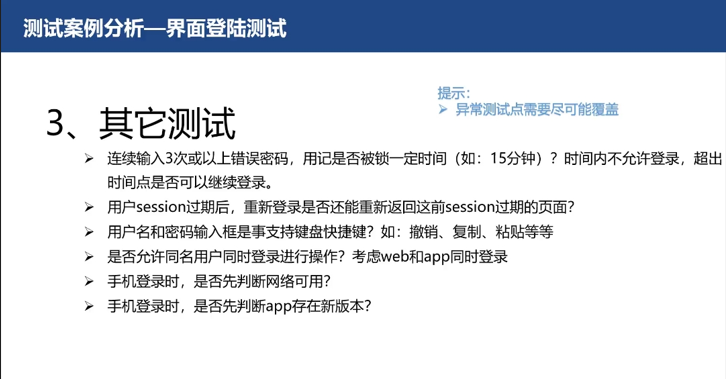 测试案例分析—界面登陆测试
提示：
➢ 异常测试点需要尽可能覆盖
3、其它测试
➢ 连续输入3次或以上错误密码，用记是否被锁一定时间（如：15分钟）？时间内不允许登录，超出
时间点是否可以继续登录。
➢ 用户session过期后，重新登录是否还能重新返回这前session过期的页面？
➢ 用户名和密码输入框是事支持键盘快捷键？如：撤销、复制、粘贴等等
➢ 是否允许同名用户同时登录进行操作？考虑web和app同时登录
➢ 手机登录时，是否先判断网络可用？
➢ 手机登录时，是否先判断app存在新版本？